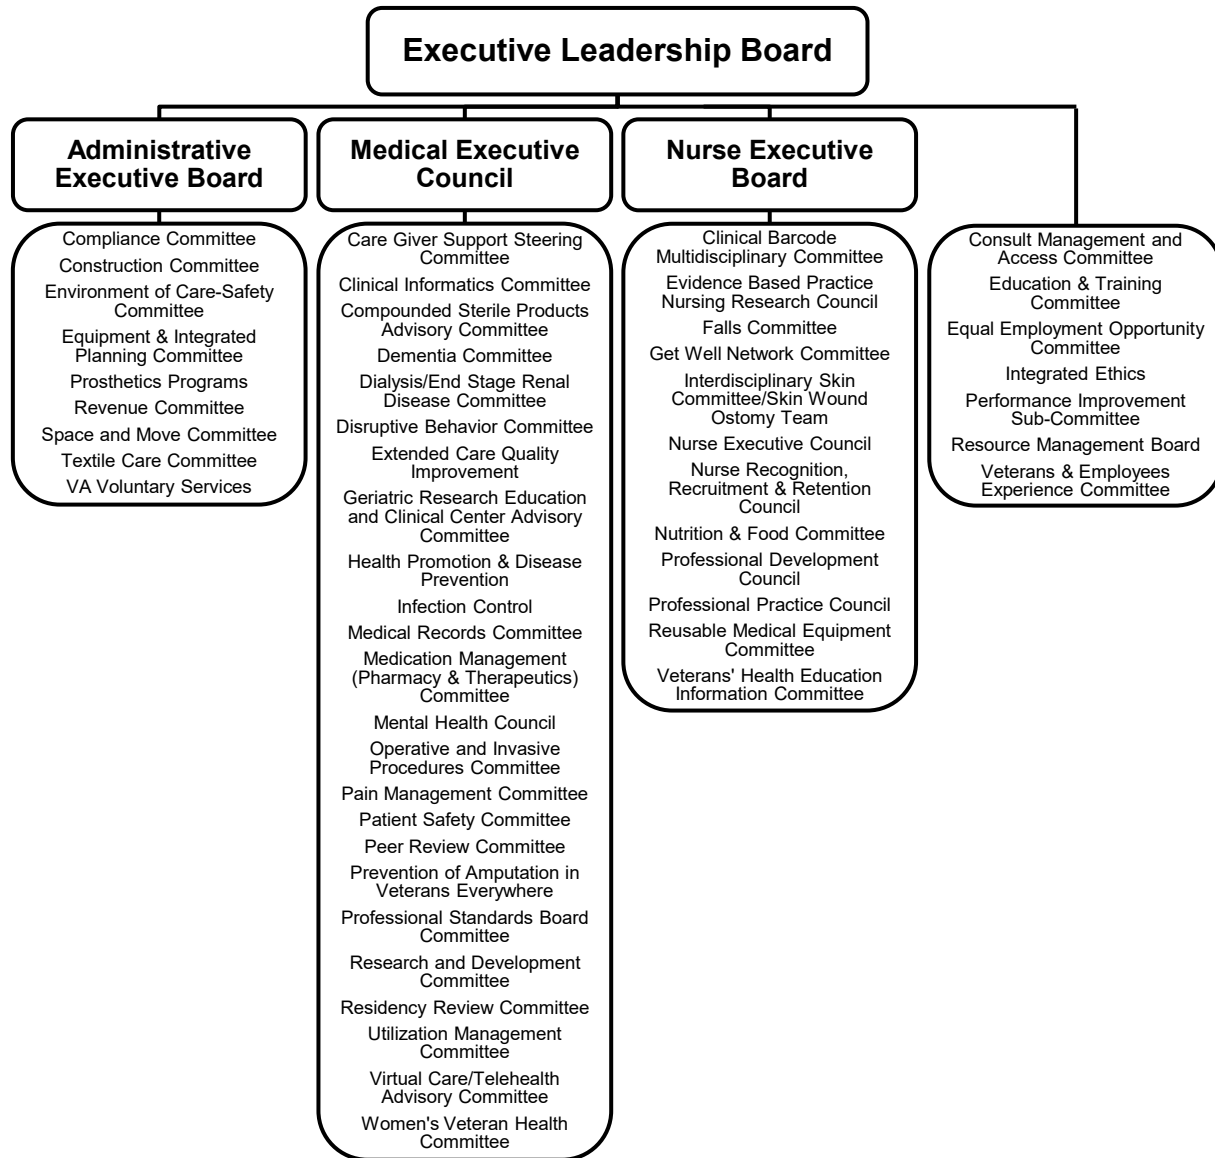 Executive Leadership Board
Administrative
Executive Board
Compliance Committee
Construction Committee
Environment of Care-Safety
Committee
Equipment & Integrated
Planning Committee
Prosthetics Programs
Revenue Committee
Space and Move Committee
Textile Care Committee
VA Voluntary Services
Medical Executive
Council
Care Giver Support Steering
Committee
Clinical Informatics Committee
Compounded Sterile Products
Advisory Committee
Dementia Committee
Dialysis/End Stage Renal
Disease Committee
Disruptive Behavior Committee
Extended Care Quality
Improvement
Geriatric Research Education
and Clinical Center Advisory
Committee
Health Promotion & Disease
Prevention
Infection Control
Medical Records Committee
Medication Management
(Pharmacy & Therapeutics)
Committee
Mental Health Council
Operative and Invasive
Procedures Committee
Pain Management Committee
Patient Safety Committee
Peer Review Committee
Prevention of Amputation in
Veterans Everywhere
Professional Standards Board
Committee
Research and Development
Committee
Residency Review Committee
Utilization Management
Committee
Virtual Care/Telehealth
Advisory Committee
Women's Veteran Health
Committee
Nurse Executive
Board
Clinical Barcode
Multidisciplinary Committee
Evidence Based Practice
Nursing Research Council
Falls Committee
Get Well Network Committee
Interdisciplinary Skin
Committee/Skin Wound
Ostomy Team
Nurse Executive Council
Nurse Recognition,
Recruitment & Retention
Council
Nutrition & Food Committee
Professional Development
Council
Professional Practice Council
Reusable Medical Equipment
Committee
Veterans' Health Education
Information Committee
Consult Management and
Access Committee
Education & Training
Committee
Equal Employment Opportunity
Committee
Integrated Ethics
Performance Improvement
Sub-Committee
Resource Management Board
Veterans & Employees
Experience Committee